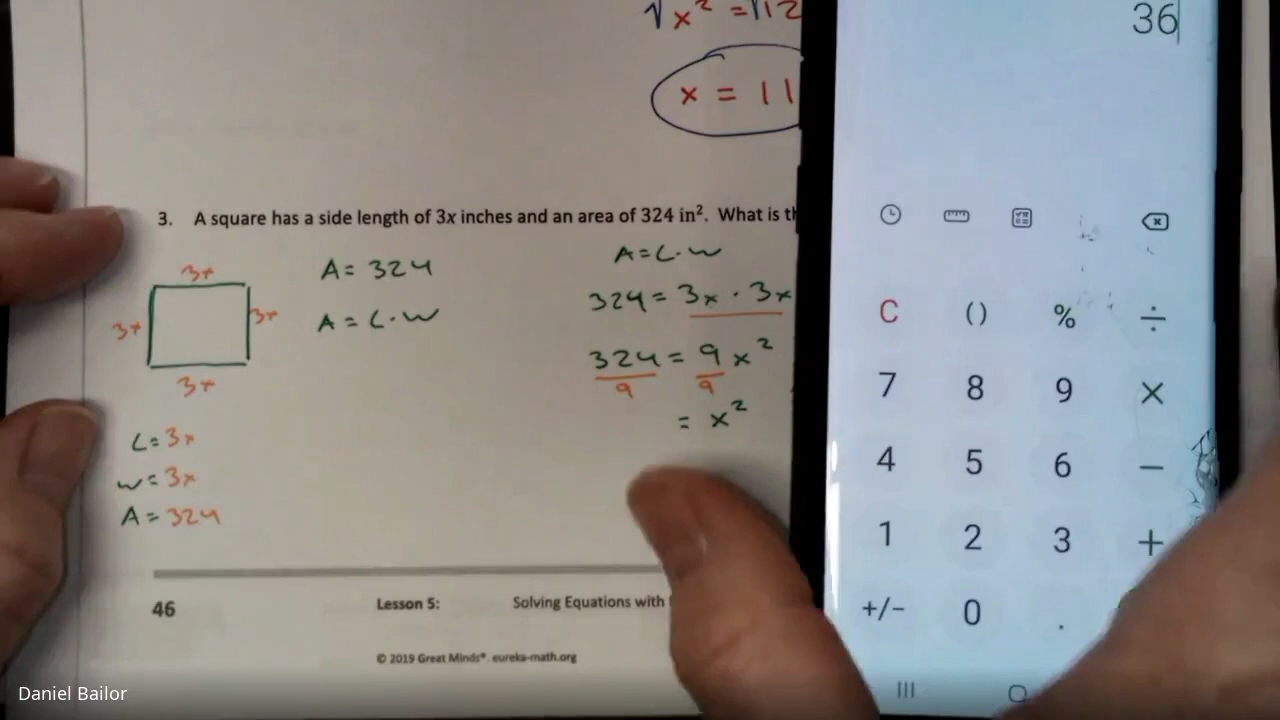 √x² = √12
x = 11
3. A square has a side length of 3x inches and an area of 324 in². What is th
3x
3x
3x
3x
A = 324
A = L·W
L = 3x
W = 3x
A = 324
A = L·W
324 = 3x · 3x
324 = 9x²
9 9
= x²
46
Lesson 5: Solving Equations with
© 2019 Great Minds®. eureka-math.org
36
C () % ÷
7 8 9 ×
4 5 6 −
1 2 3 +
+/− 0 .
Daniel Bailor